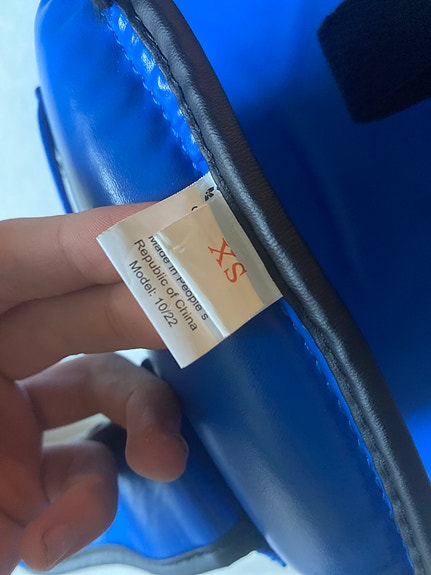 XS
Made in People's
Republic of China
Model: 10/22